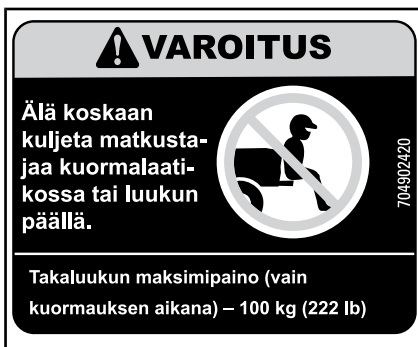 VAROITUS
Älä koskaan
kuljeta matkusta-
jaa kuormalaati-
kossa tai luukun
päällä.
704902420
Takaluukun maksimipaino (vain
kuormauksen aikana) – 100 kg (222 lb)